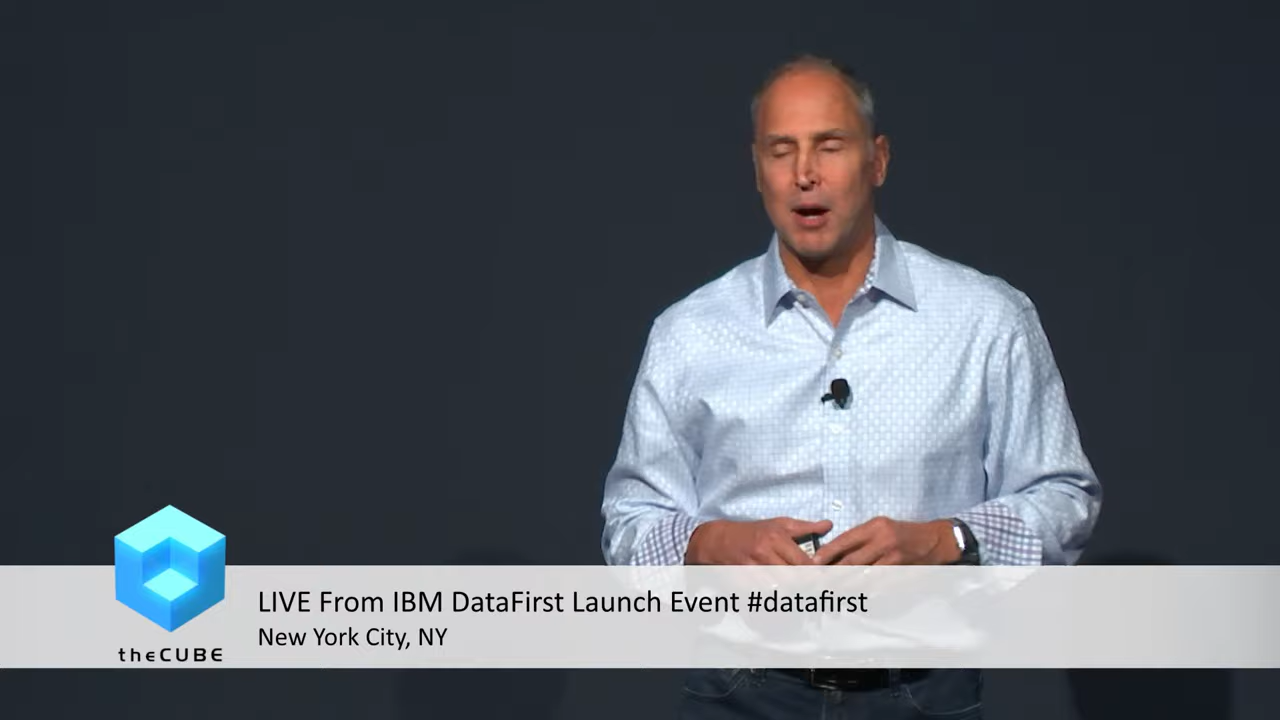 LIVE From IBM DataFirst Launch Event #datafirst
New York City, NY
theCUBE